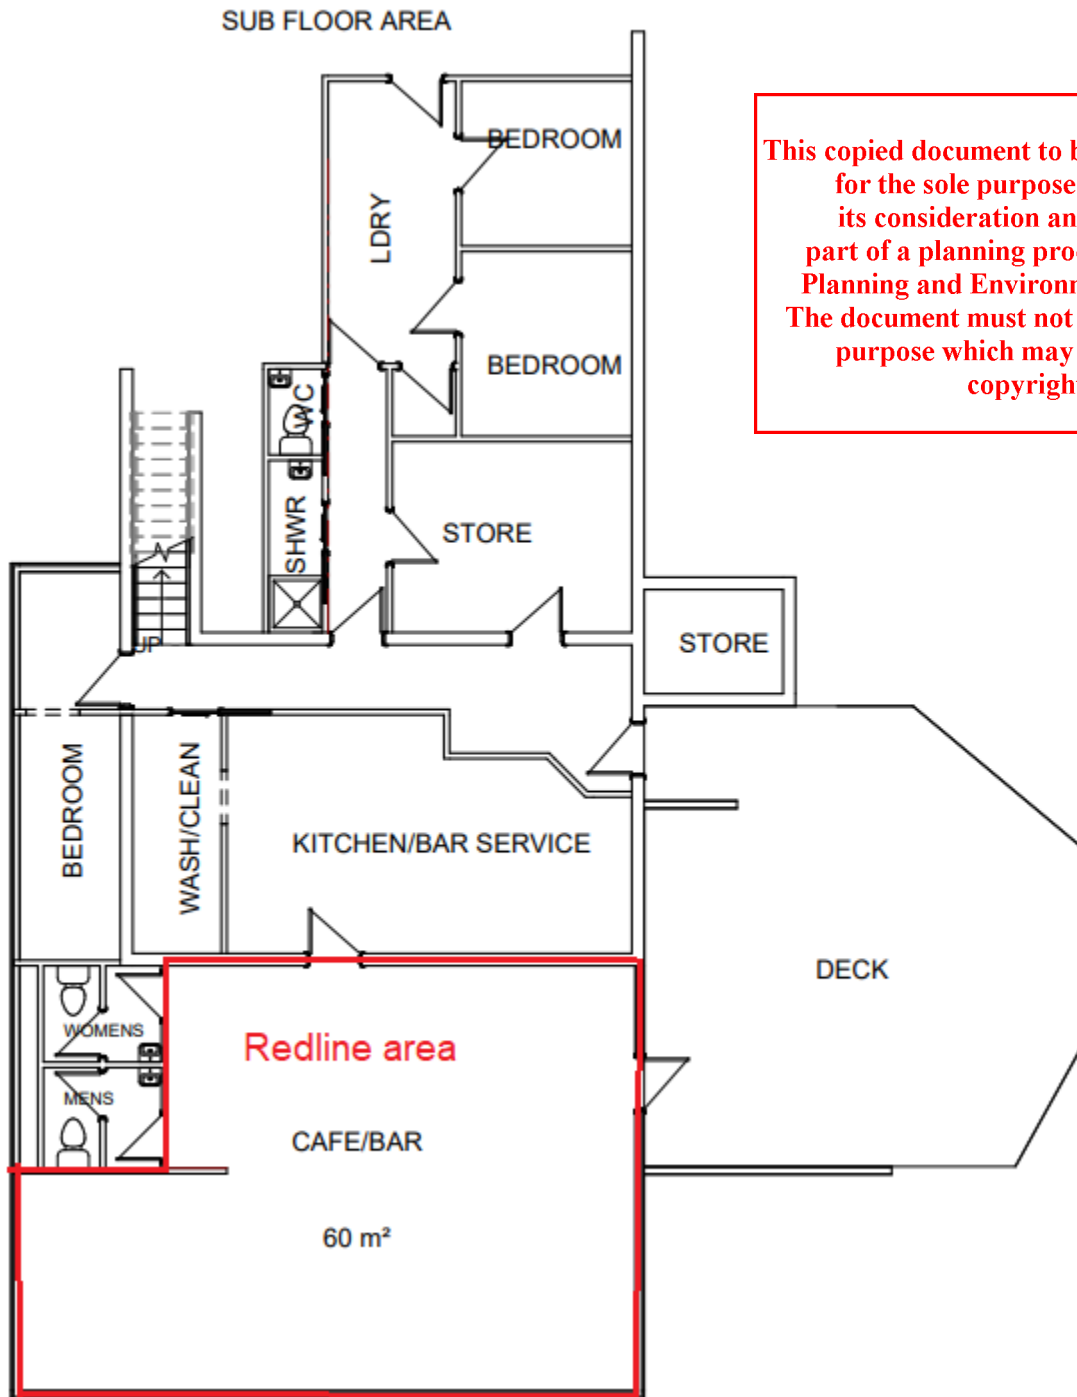 SUB FLOOR AREA
This copied document to b
for the sole purpose
its consideration an
part of a planning pro
Planning and Environ
The document must not
purpose which may
copyrigh
BEDROOM
LDRY
BEDROOM
WC
SHWR
STORE
UP
STORE
BEDROOM
WASH/CLEAN
KITCHEN/BAR SERVICE
DECK
WOMENS
Redline area
MENS
CAFE/BAR
60 m²